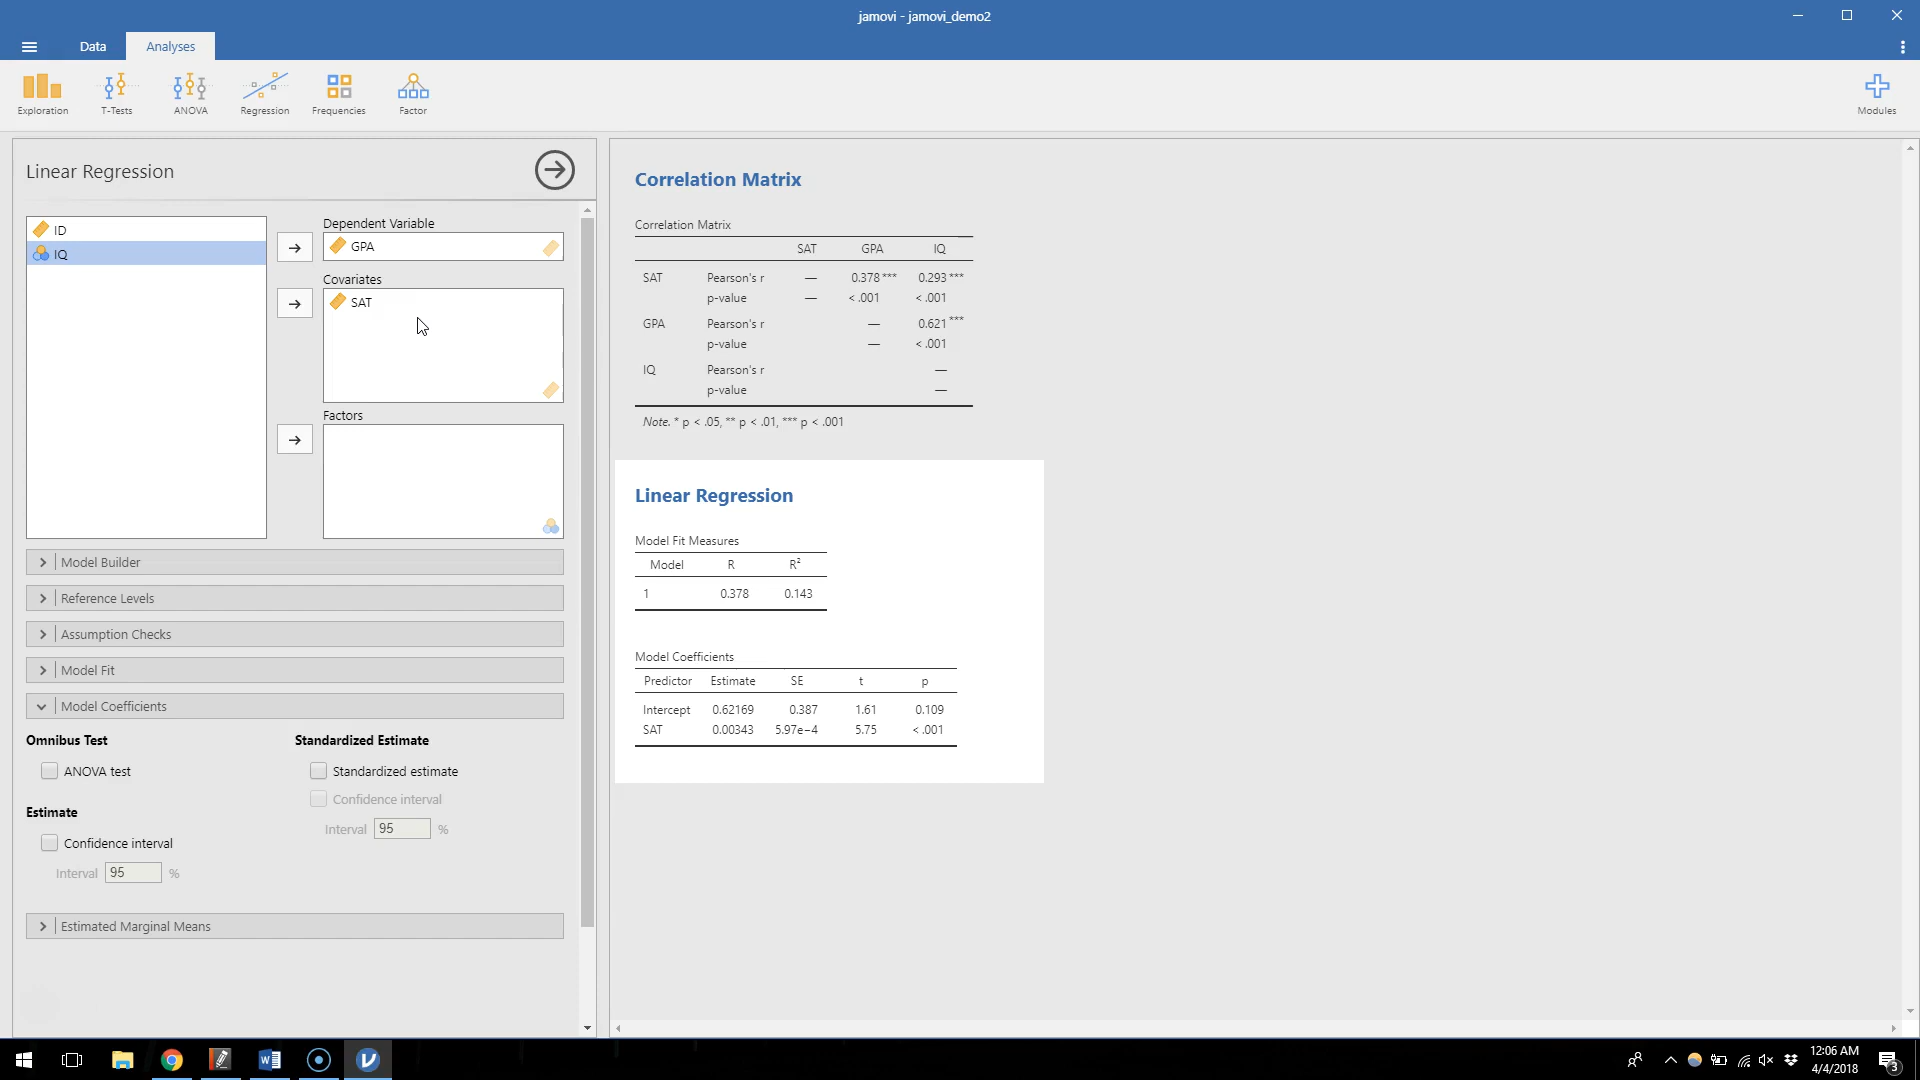 jamovi - jamovi_demo2
Data Analyses
Exploration T-Tests ANOVA Regression Frequencies Factor Modules
Linear Regression
ID
IQ
Dependent Variable
GPA
Covariates
SAT
Factors
Model Builder
Reference Levels
Assumption Checks
Model Fit
Model Coefficients
Omnibus Test
ANOVA test
Estimate
Confidence interval
Interval 95 %
Standardized Estimate
Standardized estimate
Confidence interval
Interval 95 %
Estimated Marginal Means
Correlation Matrix
Correlation Matrix
SAT GPA IQ
SAT Pearson's r — 0.378 *** 0.293 ***
p-value — < .001 < .001
GPA Pearson's r — 0.621 ***
p-value — < .001
IQ Pearson's r —
p-value —
Note. * p < .05, ** p < .01, *** p < .001
Linear Regression
Model Fit Measures
Model R R²
1 0.378 0.143
Model Coefficients
Predictor Estimate SE t p
Intercept 0.62169 0.387 1.61 0.109
SAT 0.00343 5.97e−4 5.75 < .001
12:06 AM
4/4/2018
3